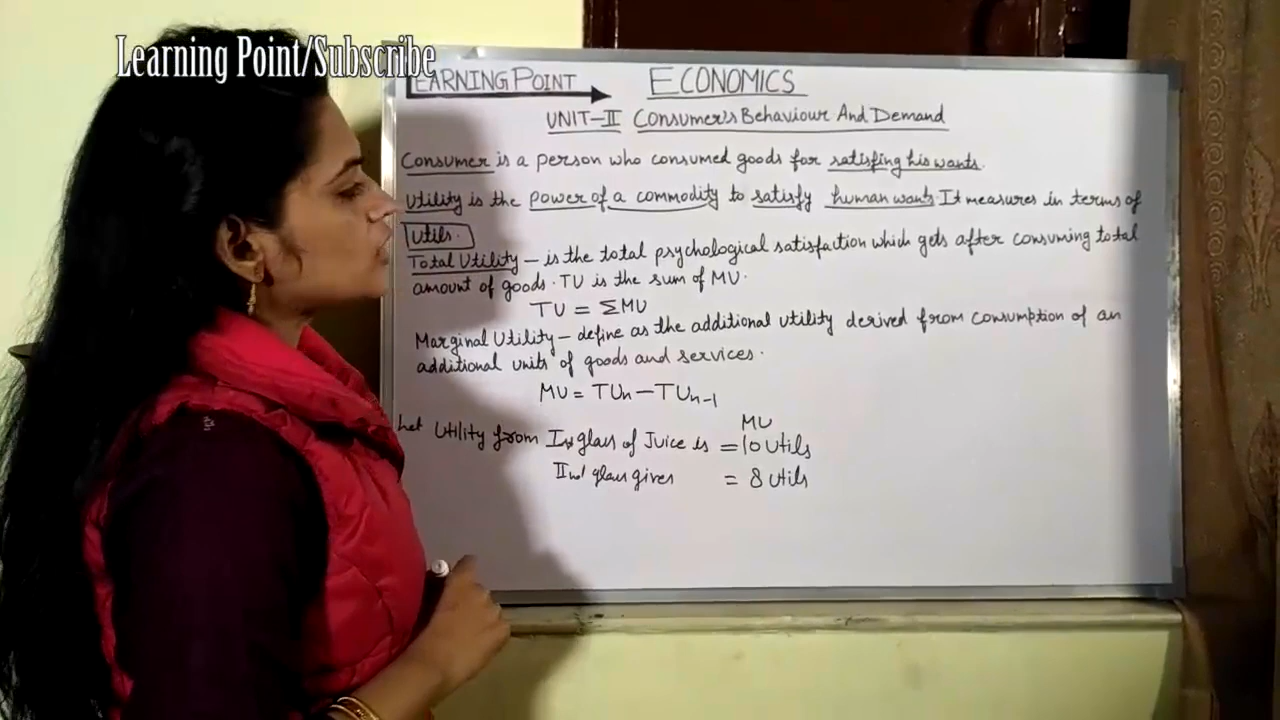 Learning Point/Subscribe
EARNING POINT
ECONOMICS
UNIT-II Consumer's Behaviour And Demand
Consumer is a person who consumed goods for satisfing his wants.
Utility is the power of a commodity to satisfy human wants It measures in terms of
Utils.
Total Utility - is the total psychological satisfaction which gets after consuming total
amount of goods. TU is the sum of MU.
TU = ΣMU
Marginal Utility - define as the additional utility derived from consumption of an
additional units of goods and services.
MU = TUn - TUn-1
MU
Let Utility from Ist glass of Juice is = 10 Utils
IInd glass gives = 8 Utils